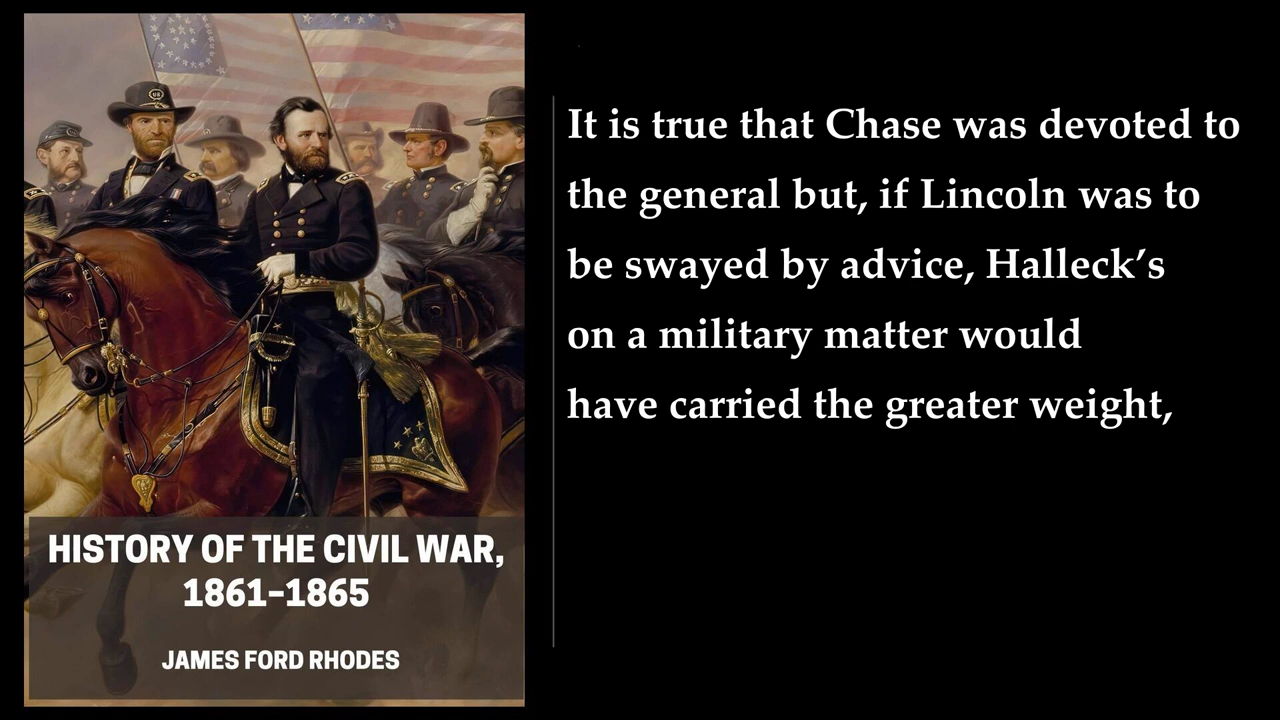 It is true that Chase was devoted to
the general but, if Lincoln was to
be swayed by advice, Halleck’s
on a military matter would
have carried the greater weight,
HISTORY OF THE CIVIL WAR,
1861–1865
JAMES FORD RHODES